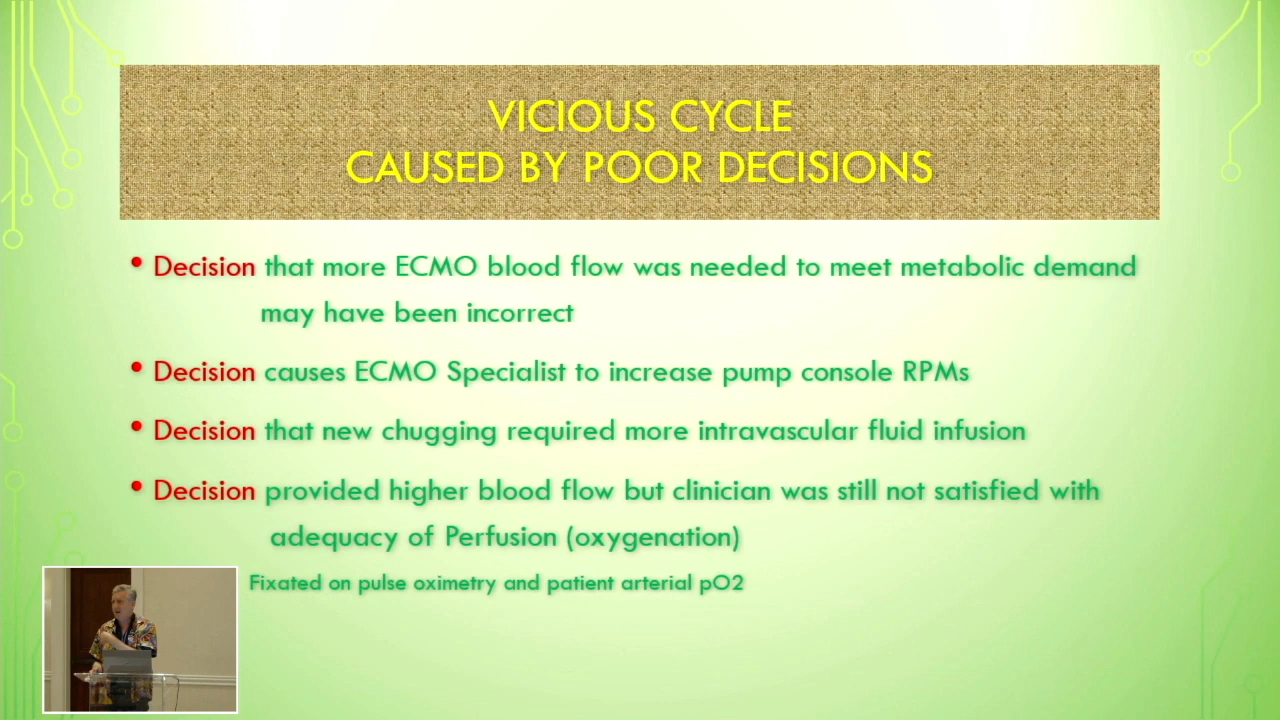 VICIOUS CYCLE
CAUSED BY POOR DECISIONS
• Decision that more ECMO blood flow was needed to meet metabolic demand
may have been incorrect
• Decision causes ECMO Specialist to increase pump console RPMs
• Decision that new chugging required more intravascular fluid infusion
• Decision provided higher blood flow but clinician was still not satisfied with
adequacy of Perfusion (oxygenation)
Fixated on pulse oximetry and patient arterial pO2